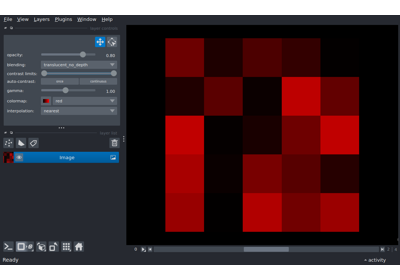 File View Layers Plugins Window Help
opacity: 0.80
blending: translucent_no_depth
contrast limits:
auto-contrast: once continuous
gamma: 1.00
colormap: red
interpolation: nearest
Image
Ready activity